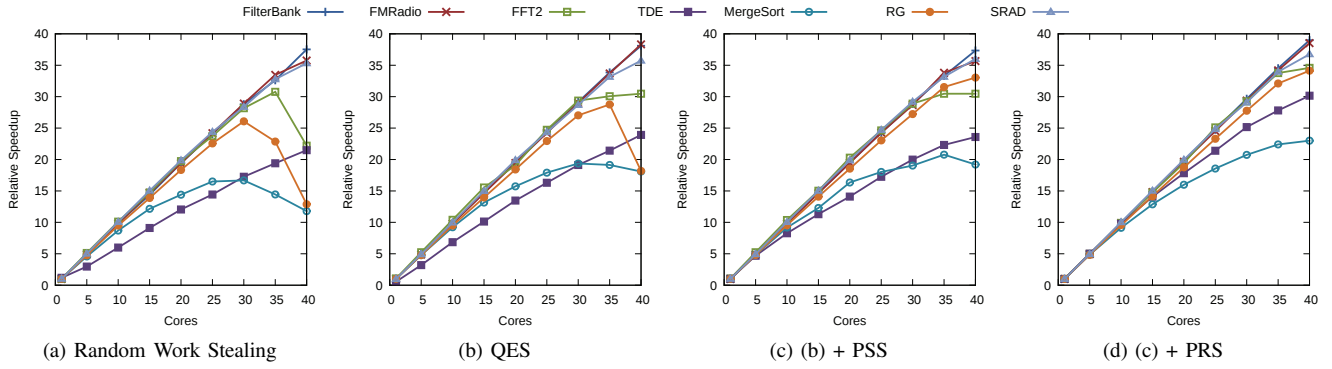 FilterBank FMRadio FFT2 TDE MergeSort RG SRAD
Relative Speedup
40
35
30
25
20
15
10
5
0
0 5 10 15 20 25 30 35 40
Cores
(a) Random Work Stealing
Relative Speedup
40
35
30
25
20
15
10
5
0
0 5 10 15 20 25 30 35 40
Cores
(b) QES
Relative Speedup
40
35
30
25
20
15
10
5
0
0 5 10 15 20 25 30 35 40
Cores
(c) (b) + PSS
Relative Speedup
40
35
30
25
20
15
10
5
0
0 5 10 15 20 25 30 35 40
Cores
(d) (c) + PRS